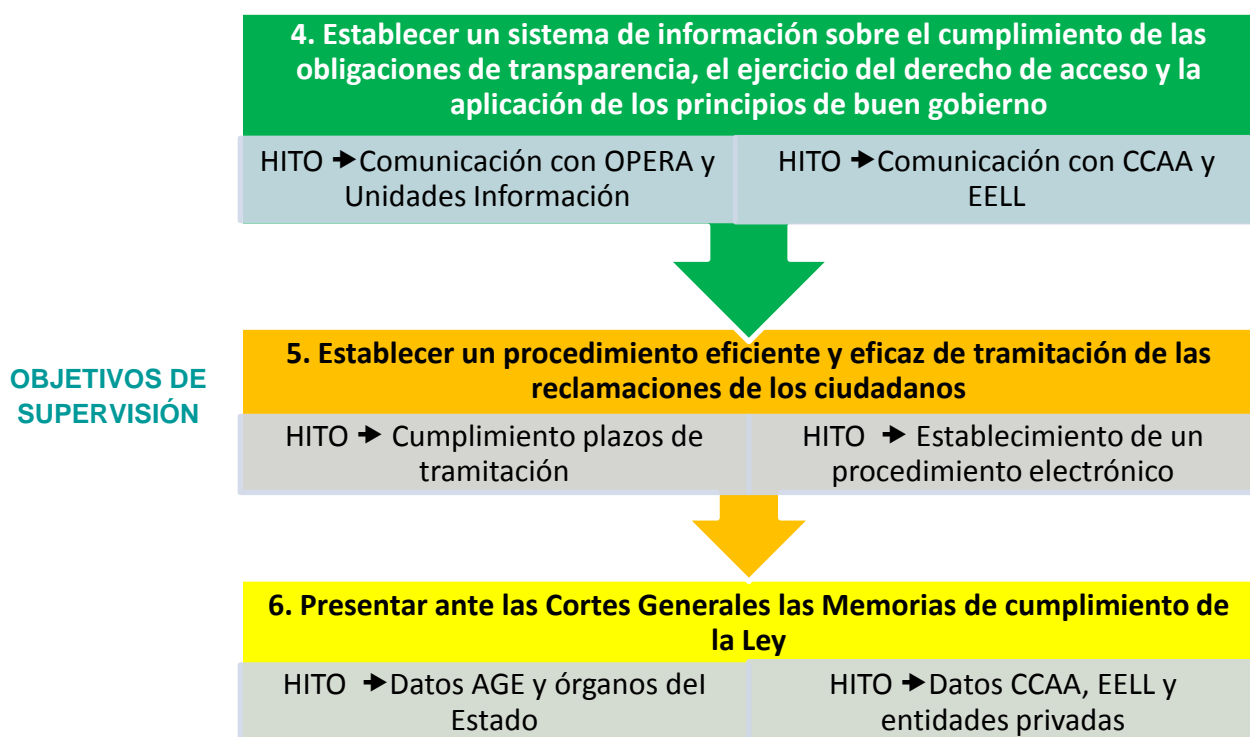 4. Establecer un sistema de información sobre el cumplimiento de las
obligaciones de transparencia, el ejercicio del derecho de acceso y la
aplicación de los principios de buen gobierno
HITO ➔Comunicación con OPERA y
Unidades Información
HITO ➔Comunicación con CCAA y
EELL
OBJETIVOS DE
SUPERVISIÓN
5. Establecer un procedimiento eficiente y eficaz de tramitación de las
reclamaciones de los ciudadanos
HITO ➔ Cumplimiento plazos de
tramitación
HITO ➔ Establecimiento de un
procedimiento electrónico
6. Presentar ante las Cortes Generales las Memorias de cumplimiento de
la Ley
HITO ➔Datos AGE y órganos del
Estado
HITO ➔Datos CCAA, EELL y
entidades privadas